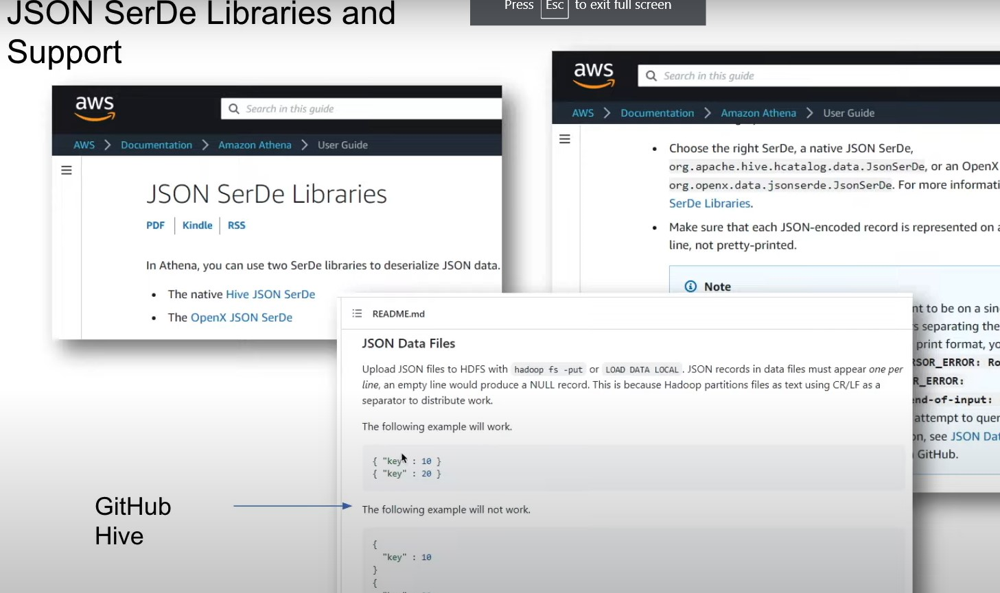 JSON SerDe Libraries and
Support
Press Esc to exit full screen
aws
Search in this guide
AWS > Documentation > Amazon Athena > User Guide
JSON SerDe Libraries
PDF
Kindle
RSS
In Athena, you can use two SerDe libraries to deserialize JSON data.
• The native Hive JSON SerDe
• The OpenX JSON SerDe
aws
Search in this guide
AWS > Documentation > Amazon Athena > User Guide
• Choose the right SerDe, a native JSON SerDe,
org.apache.hive.hcatalog.data.JsonSerDe, or an OpenX
org.openx.data.jsonserde.JsonSerDe. For more informati
SerDe Libraries.
• Make sure that each JSON-encoded record is represented on a
line, not pretty-printed.
Note
nt to be on a sin
s separating the
print format, yo
RSOR_ERROR: Ro
R_ERROR:
end-of-input:
attempt to quer
on, see JSON Dat
GitHub.
README.md
JSON Data Files
Upload JSON files to HDFS with hadoop fs -put or LOAD DATA LOCAL. JSON records in data files must appear one per
line, an empty line would produce a NULL record. This is because Hadoop partitions files as text using CR/LF as a
separator to distribute work.
The following example will work.
{ "key" : 10 }
{ "key" : 20 }
The following example will not work.
{
"key" : 10
}
{
GitHub
Hive